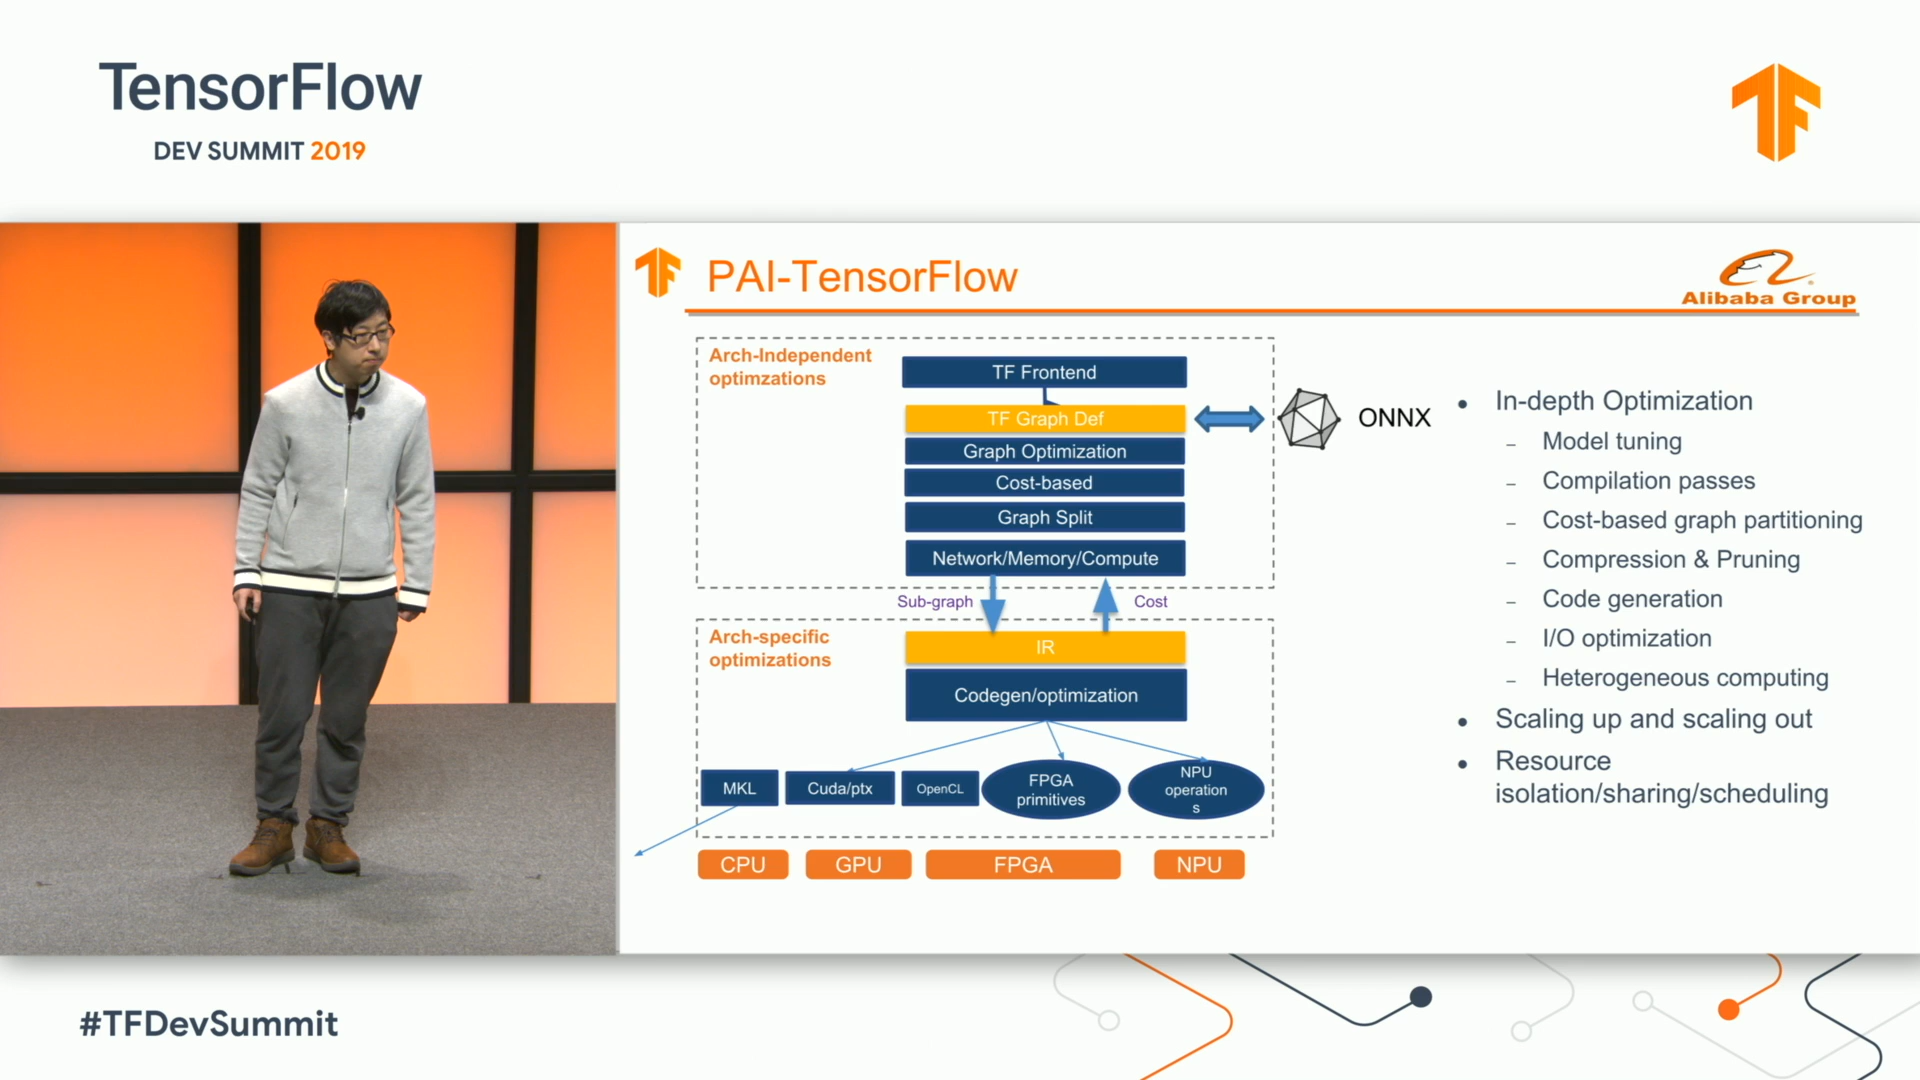 TensorFlow
DEV SUMMIT 2019
TF
PAI-TensorFlow
Alibaba Group
Arch-Independent
optimzations
TF Frontend
TF Graph Def
Graph Optimization
Cost-based
Graph Split
Network/Memory/Compute
ONNX
Sub-graph
Cost
Arch-specific
optimizations
IR
Codegen/optimization
MKL
Cuda/ptx
OpenCL
FPGA
primitives
NPU
operation
s
CPU
GPU
FPGA
NPU
• In-depth Optimization
– Model tuning
– Compilation passes
– Cost-based graph partitioning
– Compression & Pruning
– Code generation
– I/O optimization
– Heterogeneous computing
• Scaling up and scaling out
• Resource
isolation/sharing/scheduling
#TFDevSummit